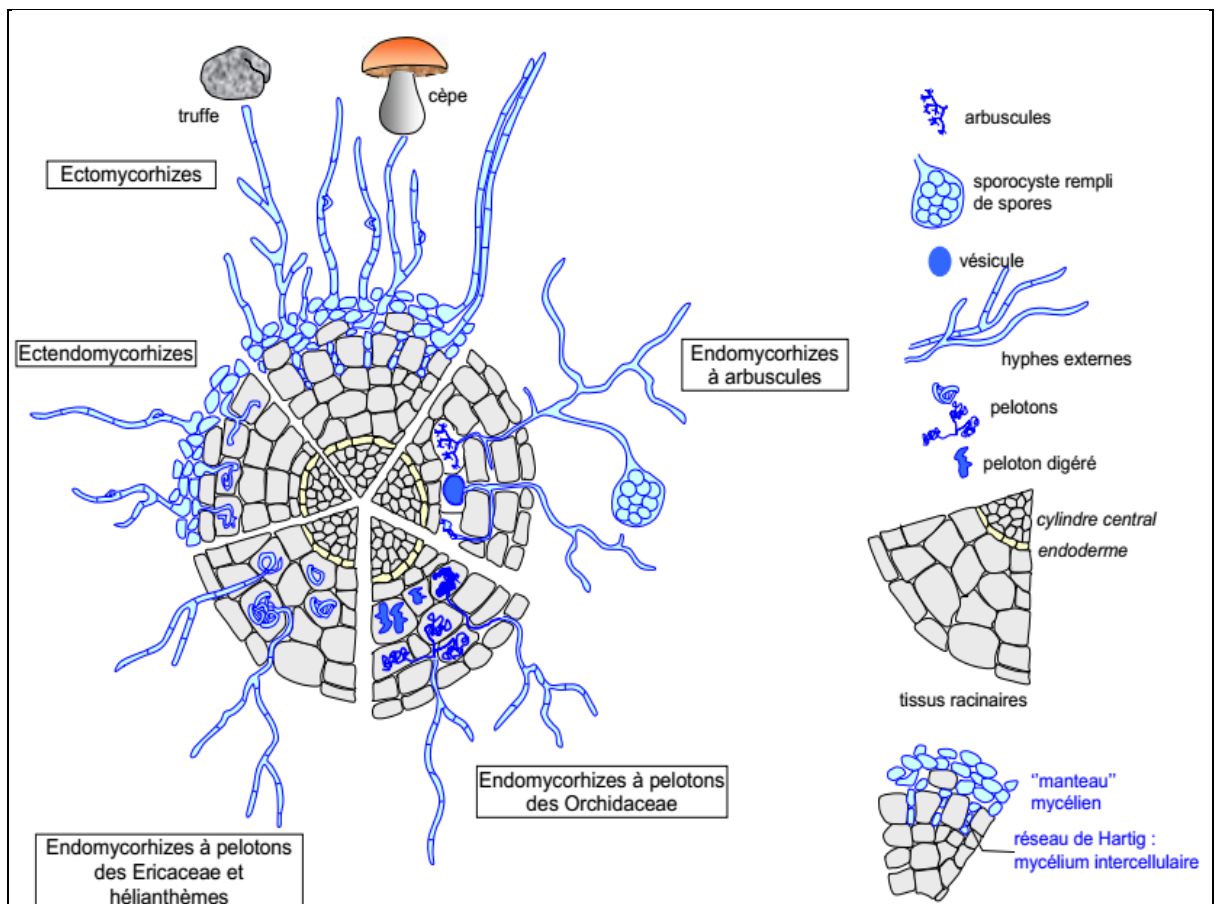 truffe
cèpe
Ectomycorhizes
Ectendomycorhizes
Endomycorhizes
à arbuscules
Endomycorhizes à pelotons
des Orchidaceae
Endomycorhizes à pelotons
des Ericaceae et
hélianthèmes
arbuscules
sporocyste rempli
de spores
vésicule
hyphes externes
pelotons
peloton digéré
cylindre central
endoderme
tissus racinaires
"manteau"
mycélien
réseau de Hartig :
mycélium intercellulaire